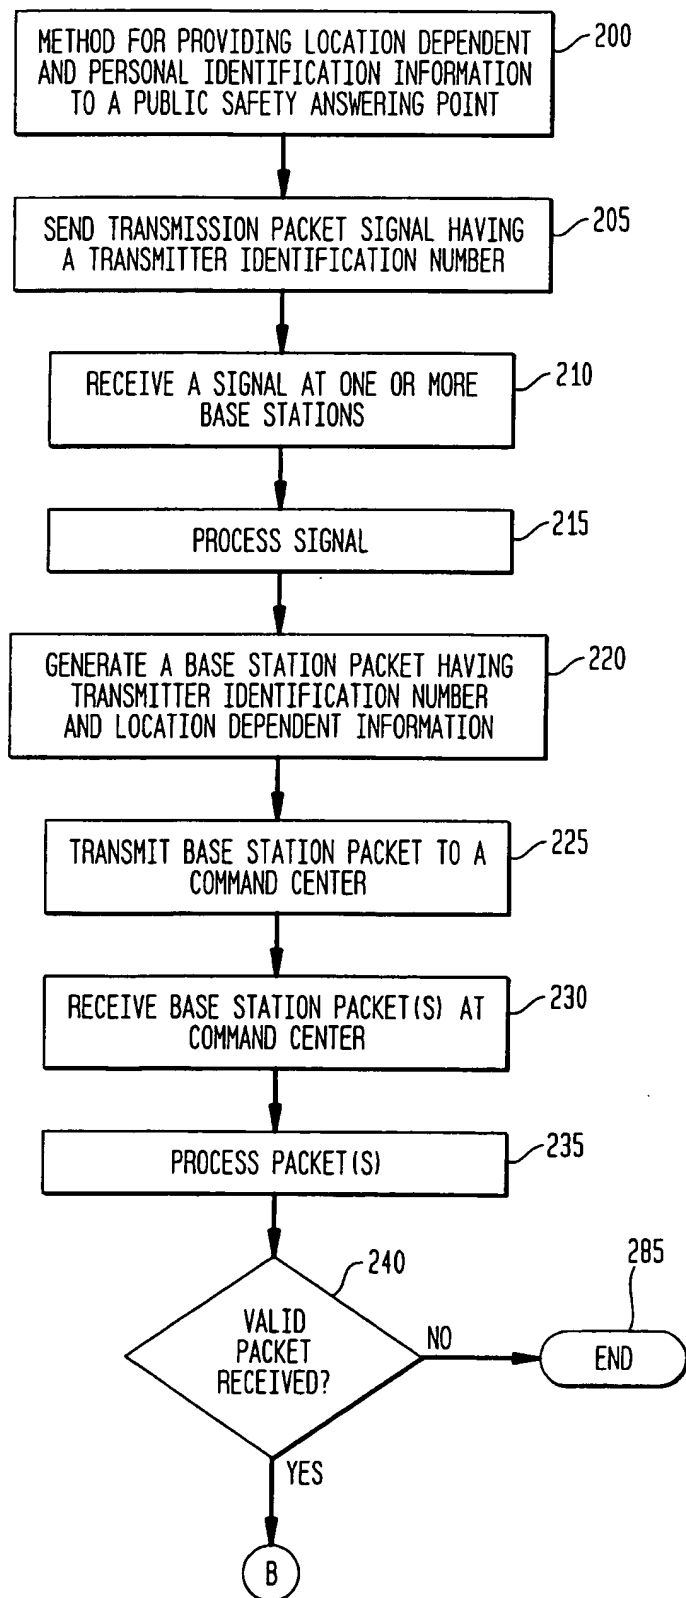 METHOD FOR PROVIDING LOCATION DEPENDENT
AND PERSONAL IDENTIFICATION INFORMATION
TO A PUBLIC SAFETY ANSWERING POINT
200
SEND TRANSMISSION PACKET SIGNAL HAVING
A TRANSMITTER IDENTIFICATION NUMBER
205
RECEIVE A SIGNAL AT ONE OR MORE
BASE STATIONS
210
PROCESS SIGNAL
215
GENERATE A BASE STATION PACKET HAVING
TRANSMITTER IDENTIFICATION NUMBER
AND LOCATION DEPENDENT INFORMATION
220
TRANSMIT BASE STATION PACKET TO A
COMMAND CENTER
225
RECEIVE BASE STATION PACKET(S) AT
COMMAND CENTER
230
PROCESS PACKET(S)
235
VALID
PACKET
RECEIVED?
240
NO
END
285
YES
B